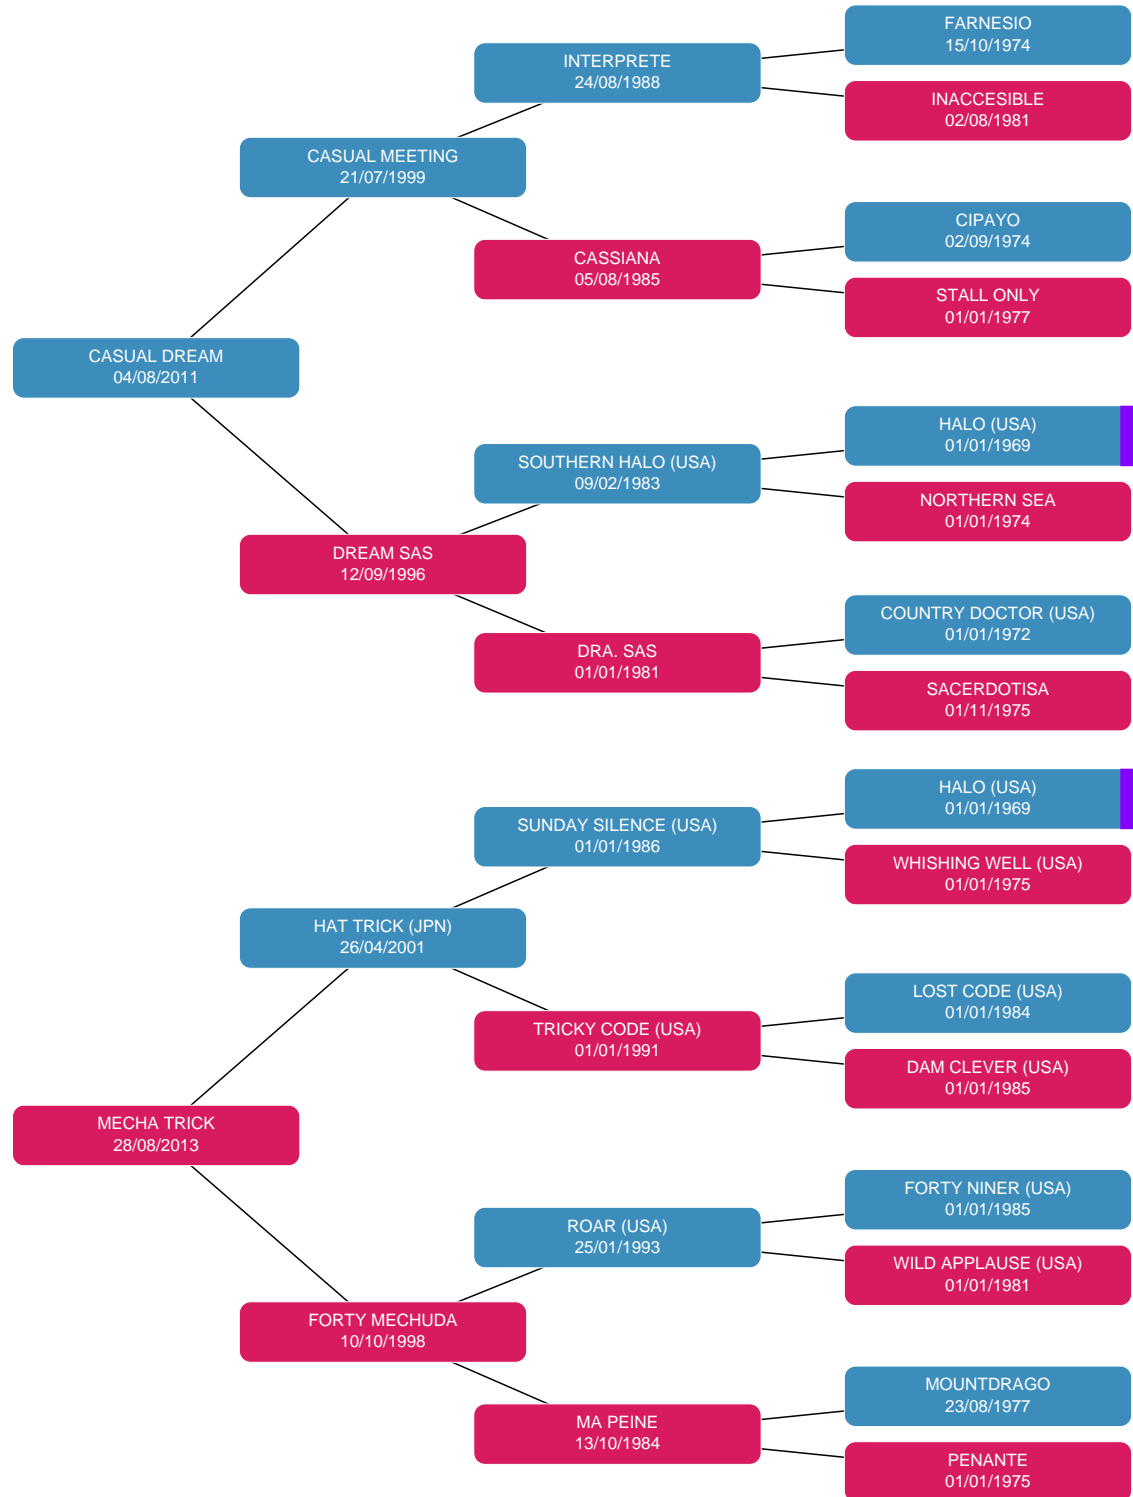 FARNESIO
15/10/1974
INTERPRETE
24/08/1988
INACCESIBLE
02/08/1981
CASUAL MEETING
21/07/1999
CIPAYO
02/09/1974
CASSIANA
05/08/1985
STALL ONLY
01/01/1977
CASUAL DREAM
04/08/2011
HALO (USA)
01/01/1969
SOUTHERN HALO (USA)
09/02/1983
NORTHERN SEA
01/01/1974
DREAM SAS
12/09/1996
COUNTRY DOCTOR (USA)
01/01/1972
DRA. SAS
01/01/1981
SACERDOTISA
01/11/1975
HALO (USA)
01/01/1969
SUNDAY SILENCE (USA)
01/01/1986
WHISHING WELL (USA)
01/01/1975
HAT TRICK (JPN)
26/04/2001
LOST CODE (USA)
01/01/1984
TRICKY CODE (USA)
01/01/1991
DAM CLEVER (USA)
01/01/1985
MECHA TRICK
28/08/2013
FORTY NINER (USA)
01/01/1985
ROAR (USA)
25/01/1993
WILD APPLAUSE (USA)
01/01/1981
FORTY MECHUDA
10/10/1998
MOUNTDRAGO
23/08/1977
MA PEINE
13/10/1984
PENANTE
01/01/1975